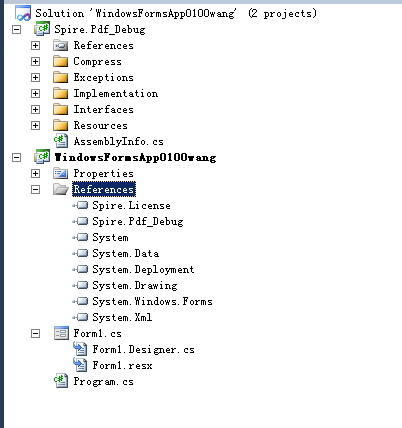 Solution 'WindowsFormsApp0100wang' (2 projects)
Spire.Pdf_Debug
References
Compress
Exceptions
Implementation
Interfaces
Resources
AssemblyInfo.cs
WindowsFormsApp0100wang
Properties
References
Spire.License
Spire.Pdf_Debug
System
System.Data
System.Deployment
System.Drawing
System.Windows.Forms
System.Xml
Form1.cs
Form1.Designer.cs
Form1.resx
Program.cs